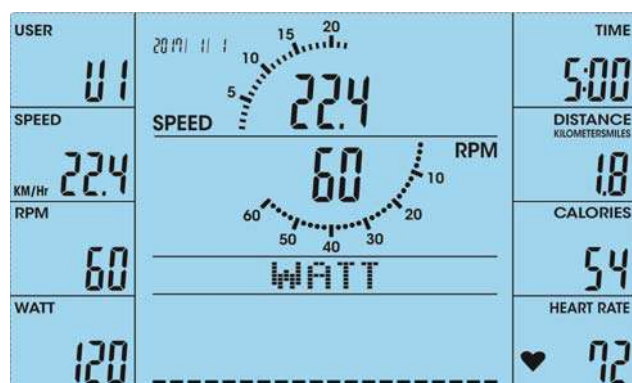 USER
U1
SPEED
KM/Hr 22.4
RPM
60
WATT
120
2017/ 1/ 1
5 10 15 20
SPEED 22.4
60 RPM
10 20 30 40 50 60
WATT
TIME
5:00
DISTANCE
KILOMETERSMILES
1.8
CALORIES
54
HEART RATE
72